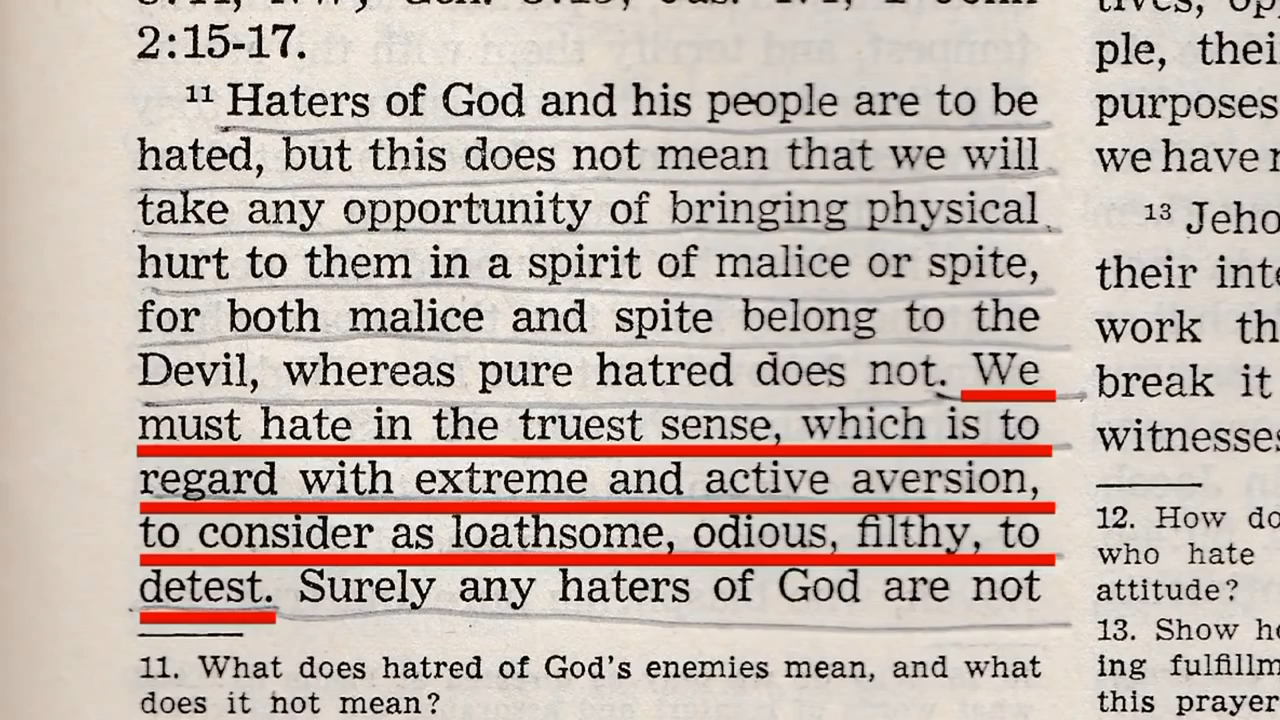 2:15-17.
¹¹ Haters of God and his people are to be
hated, but this does not mean that we will
take any opportunity of bringing physical
hurt to them in a spirit of malice or spite,
for both malice and spite belong to the
Devil, whereas pure hatred does not. We
must hate in the truest sense, which is to
regard with extreme and active aversion,
to consider as loathsome, odious, filthy, to
detest. Surely any haters of God are not
11. What does hatred of God's enemies mean, and what
does it not mean?
ple, thei
purposes
we have
¹³ Jeho
their int
work th
break it
witnesses
12. How do
who hate
attitude?
13. Show h
ing fulfillm
this prayer